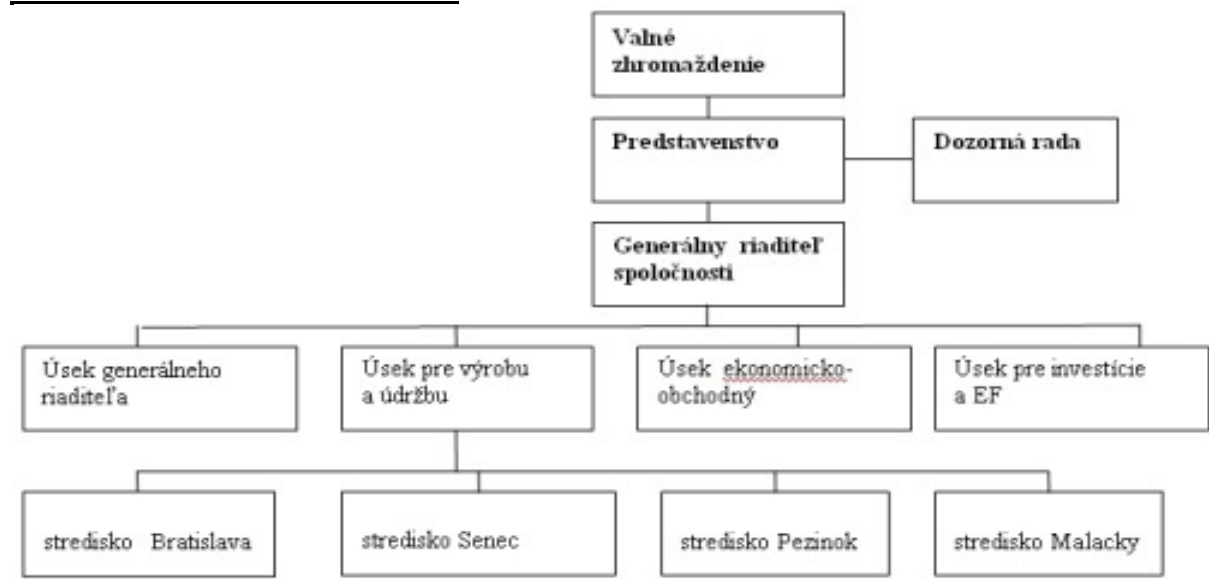 Valné
zhromaždenie
Predstavenstvo
Dozorná rada
Generálny riaditeľ
spoločnosti
Úsek generálneho
riaditeľa
Úsek pre výrobu
a údržbu
Úsek ekonomicko-
obchodný
Úsek pre investície
a EF
stredisko Bratislava
stredisko Senec
stredisko Pezinok
stredisko Malacky